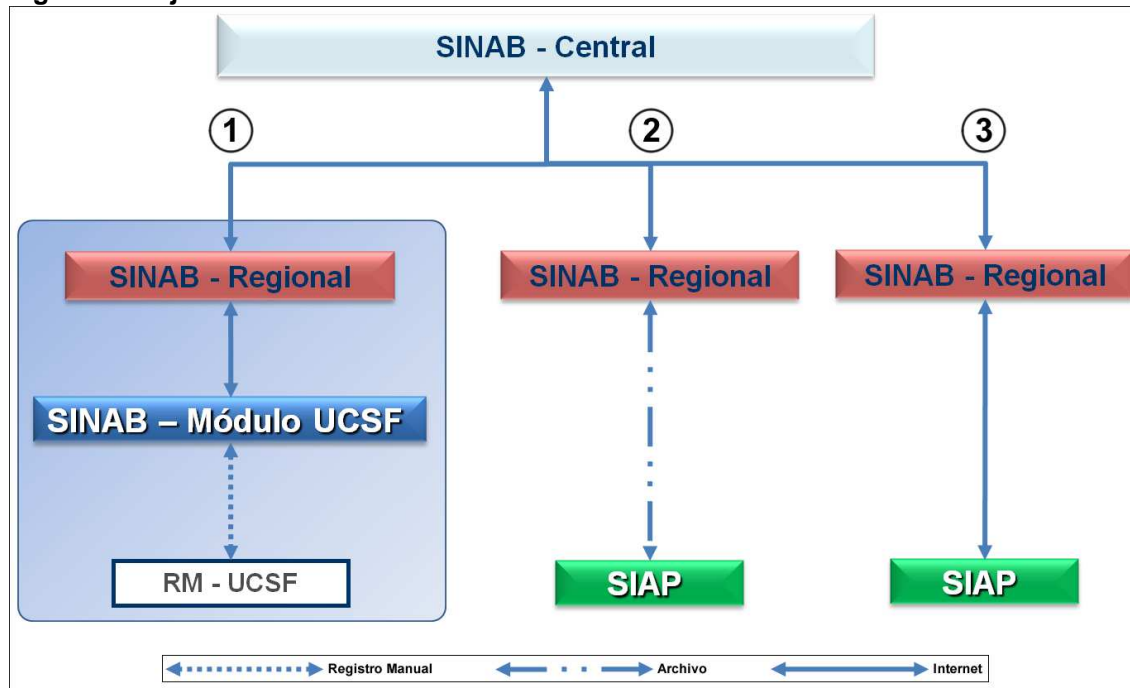 SINAB - Central
1
2
3
SINAB - Regional
SINAB - Regional
SINAB - Regional
SINAB – Módulo UCSF
RM - UCSF
SIAP
SIAP
Registro Manual
Archivo
Internet